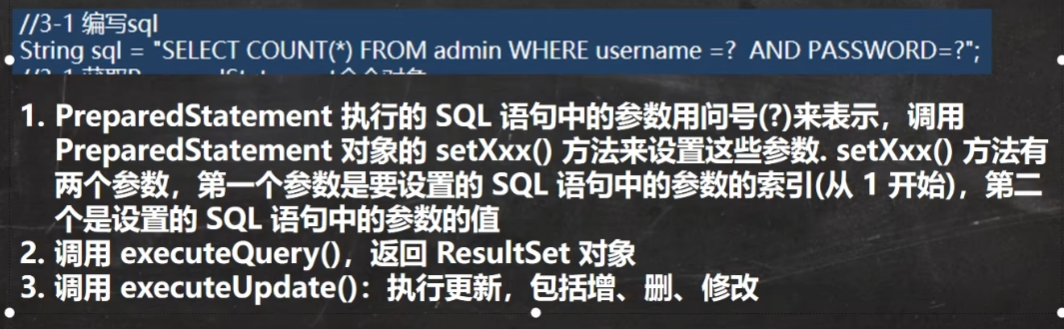 //3-1 编写sql
String sql = "SELECT COUNT(*) FROM admin WHERE username =?  AND PASSWORD=?";
1. PreparedStatement 执行的 SQL 语句中的参数用问号(?)来表示，调用
PreparedStatement 对象的 setXxx() 方法来设置这些参数. setXxx() 方法有
两个参数，第一个参数是要设置的 SQL 语句中的参数的索引(从 1 开始)，第二
个是设置的 SQL 语句中的参数的值
2. 调用 executeQuery()，返回 ResultSet 对象
3. 调用 executeUpdate()：执行更新，包括增、删、修改